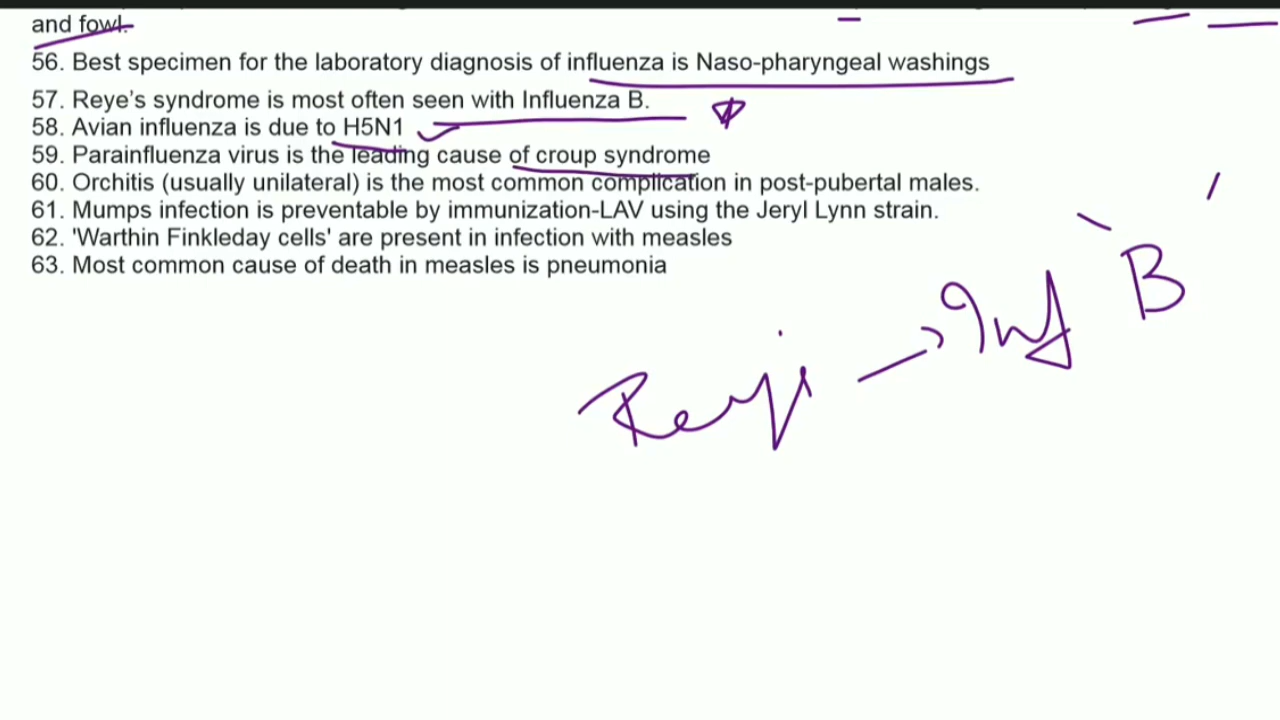 and fowl.
56. Best specimen for the laboratory diagnosis of influenza is Naso-pharyngeal washings
57. Reye's syndrome is most often seen with Influenza B.
58. Avian influenza is due to H5N1
59. Parainfluenza virus is the leading cause of croup syndrome
60. Orchitis (usually unilateral) is the most common complication in post-pubertal males.
61. Mumps infection is preventable by immunization-LAV using the Jeryl Lynn strain.
62. 'Warthin Finkleday cells' are present in infection with measles
63. Most common cause of death in measles is pneumonia
Inf B